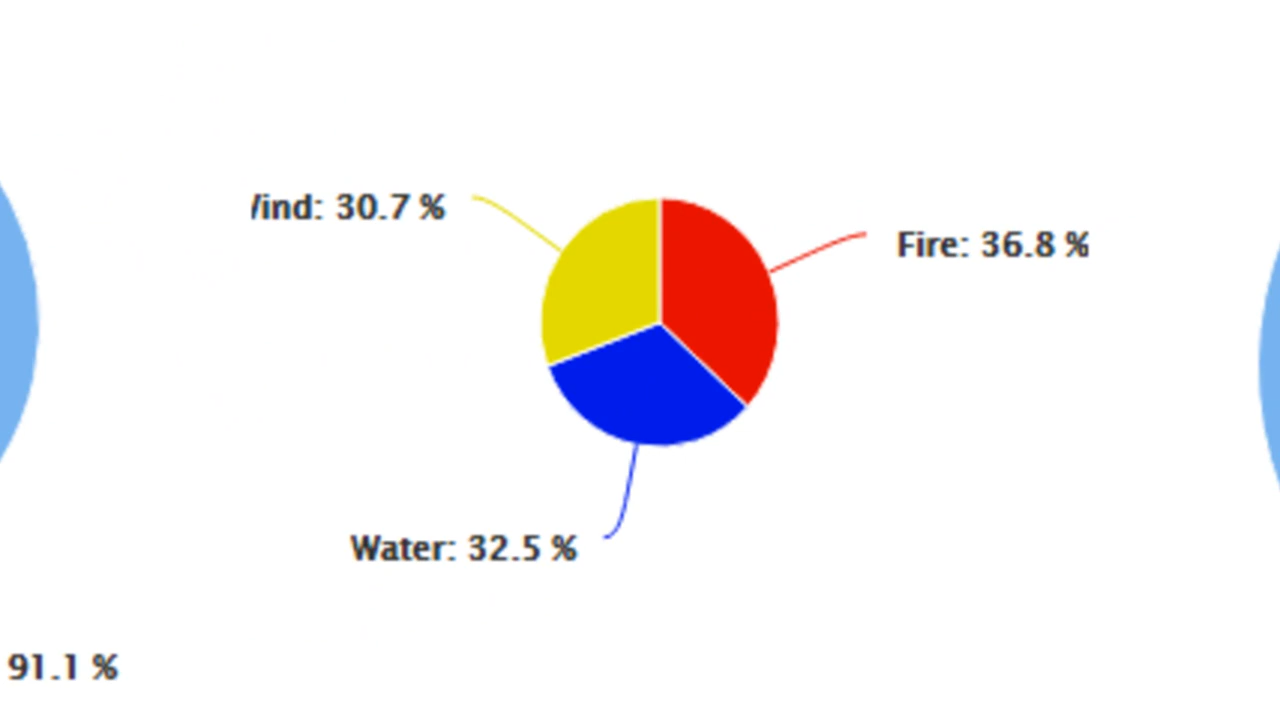 /ind: 30.7 %
Fire: 36.8 %
Water: 32.5 %
91.1 %